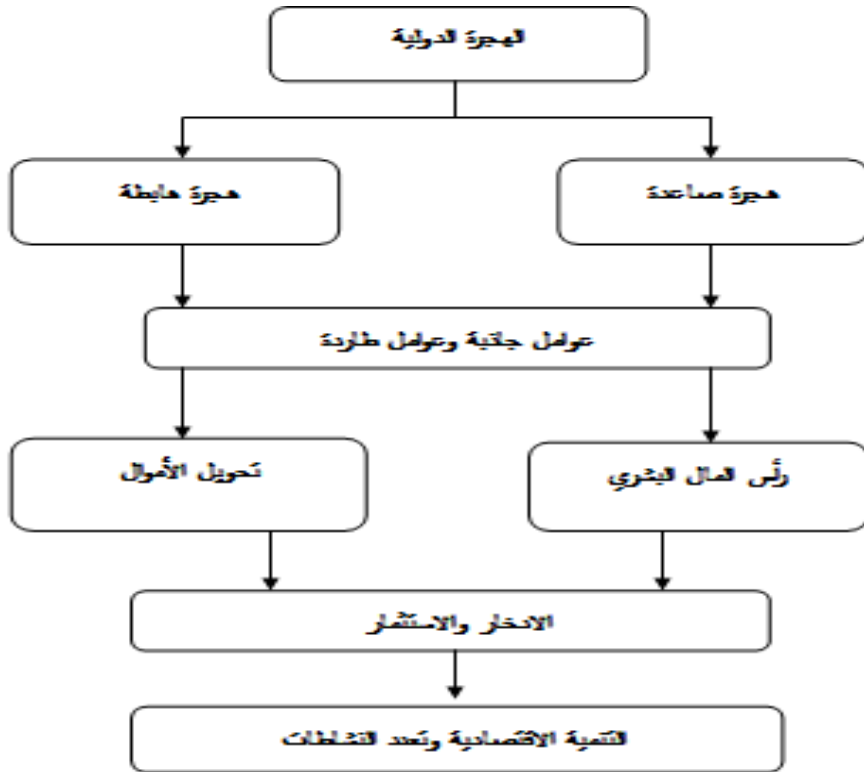 الهجرة الدولية
هجرة صاعدة
هجرة هابطة
عوامل جاذبة وعوامل طاردة
رأس المال البشري
تحويل الأموال
الادخار والاستثمار
التنمية الاقتصادية وتعدد النشاطات